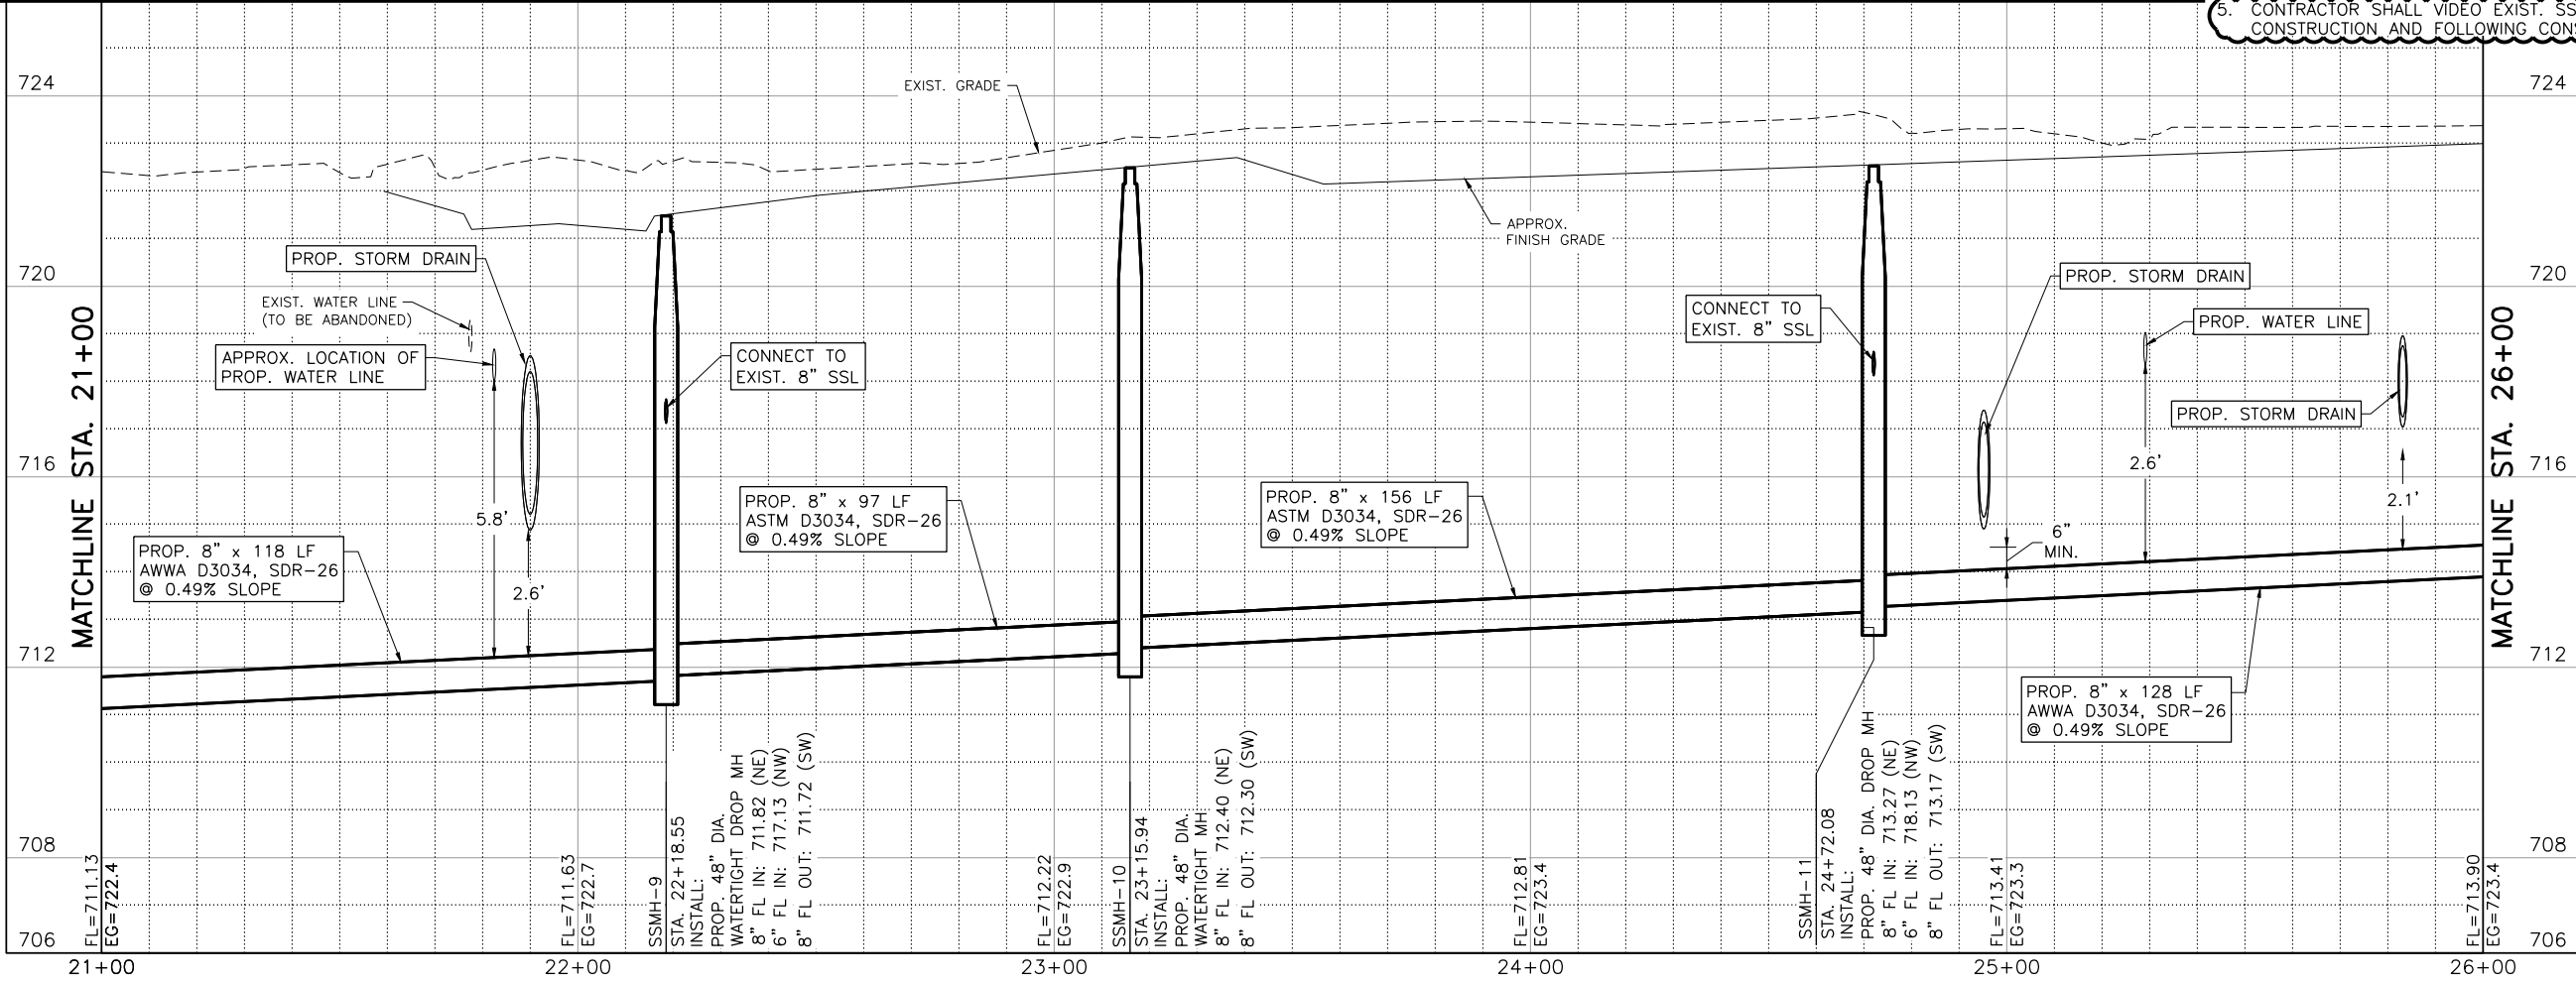 5. CONTRACTOR SHALL VIDEO EXIST. SS
CONSTRUCTION AND FOLLOWING CON
724
724
EXIST. GRADE
APPROX.
FINISH GRADE
PROP. STORM DRAIN
PROP. STORM DRAIN
720
720
EXIST. WATER LINE
(TO BE ABANDONED)
CONNECT TO
EXIST. 8" SSL
PROP. WATER LINE
APPROX. LOCATION OF
PROP. WATER LINE
CONNECT TO
EXIST. 8" SSL
PROP. STORM DRAIN
MATCHLINE STA. 21+00
MATCHLINE STA. 26+00
716
716
2.6'
2.1'
5.8'
PROP. 8" x 97 LF
ASTM D3034, SDR-26
@ 0.49% SLOPE
PROP. 8" x 156 LF
ASTM D3034, SDR-26
@ 0.49% SLOPE
6"
MIN.
PROP. 8" x 118 LF
AWWA D3034, SDR-26
@ 0.49% SLOPE
2.6'
712
712
PROP. 8" x 128 LF
AWWA D3034, SDR-26
@ 0.49% SLOPE
708
708
FL=711.13
EG=722.4
FL=711.63
EG=722.7
SSMH-9
STA. 22+18.55
INSTALL:
PROP. 48" DIA.
WATERTIGHT DROP MH
8" FL IN: 711.82 (NE)
6" FL IN: 717.13 (NW)
8" FL OUT: 711.72 (SW)
FL=712.22
EG=722.9
SSMH-10
STA. 23+15.94
INSTALL:
PROP. 48" DIA.
WATERTIGHT MH
8" FL IN: 712.40 (NE)
8" FL OUT: 712.30 (SW)
FL=712.81
EG=723.4
SSMH-11
STA. 24+72.08
INSTALL:
PROP. 48" DIA. DROP MH
8" FL IN: 713.27 (NE)
6" FL IN: 718.13 (NW)
8" FL OUT: 713.17 (SW)
FL=713.41
EG=723.3
FL=713.90
EG=723.4
706
706
21+00
22+00
23+00
24+00
25+00
26+00